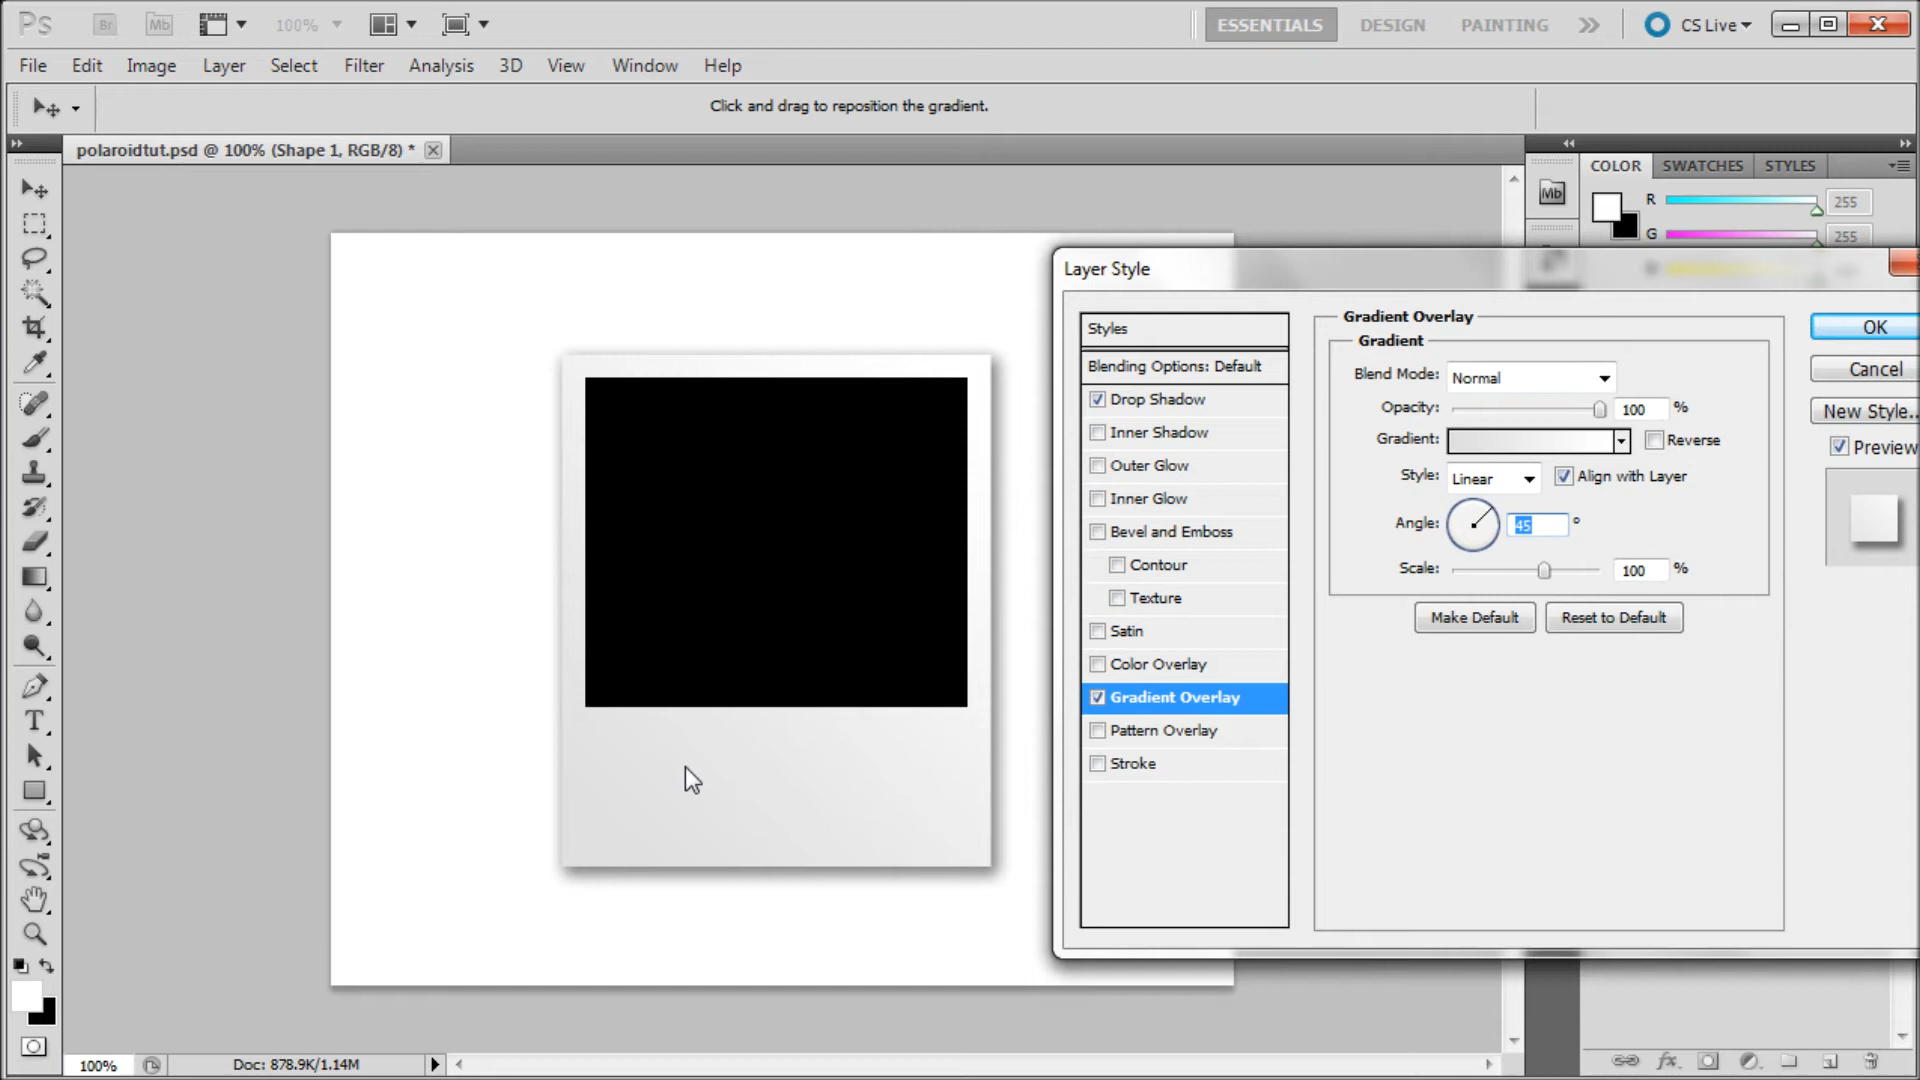 Ps Br Mb 100% ESSENTIALS DESIGN PAINTING CS Live
File Edit Image Layer Select Filter Analysis 3D View Window Help
Click and drag to reposition the gradient.
polaroidtut.psd @ 100% (Shape 1, RGB/8) *
COLOR SWATCHES STYLES
Mb
R 255
G 255
Layer Style
Styles
Blending Options: Default
Drop Shadow
Inner Shadow
Outer Glow
Inner Glow
Bevel and Emboss
Contour
Texture
Satin
Color Overlay
Gradient Overlay
Pattern Overlay
Stroke
Gradient Overlay
Gradient
Blend Mode: Normal
Opacity: 100 %
Gradient: Reverse
Style: Linear Align with Layer
Angle: 45 °
Scale: 100 %
Make Default Reset to Default
OK
Cancel
New Style..
Preview
T
100% Doc: 878.9K/1.14M
fx.